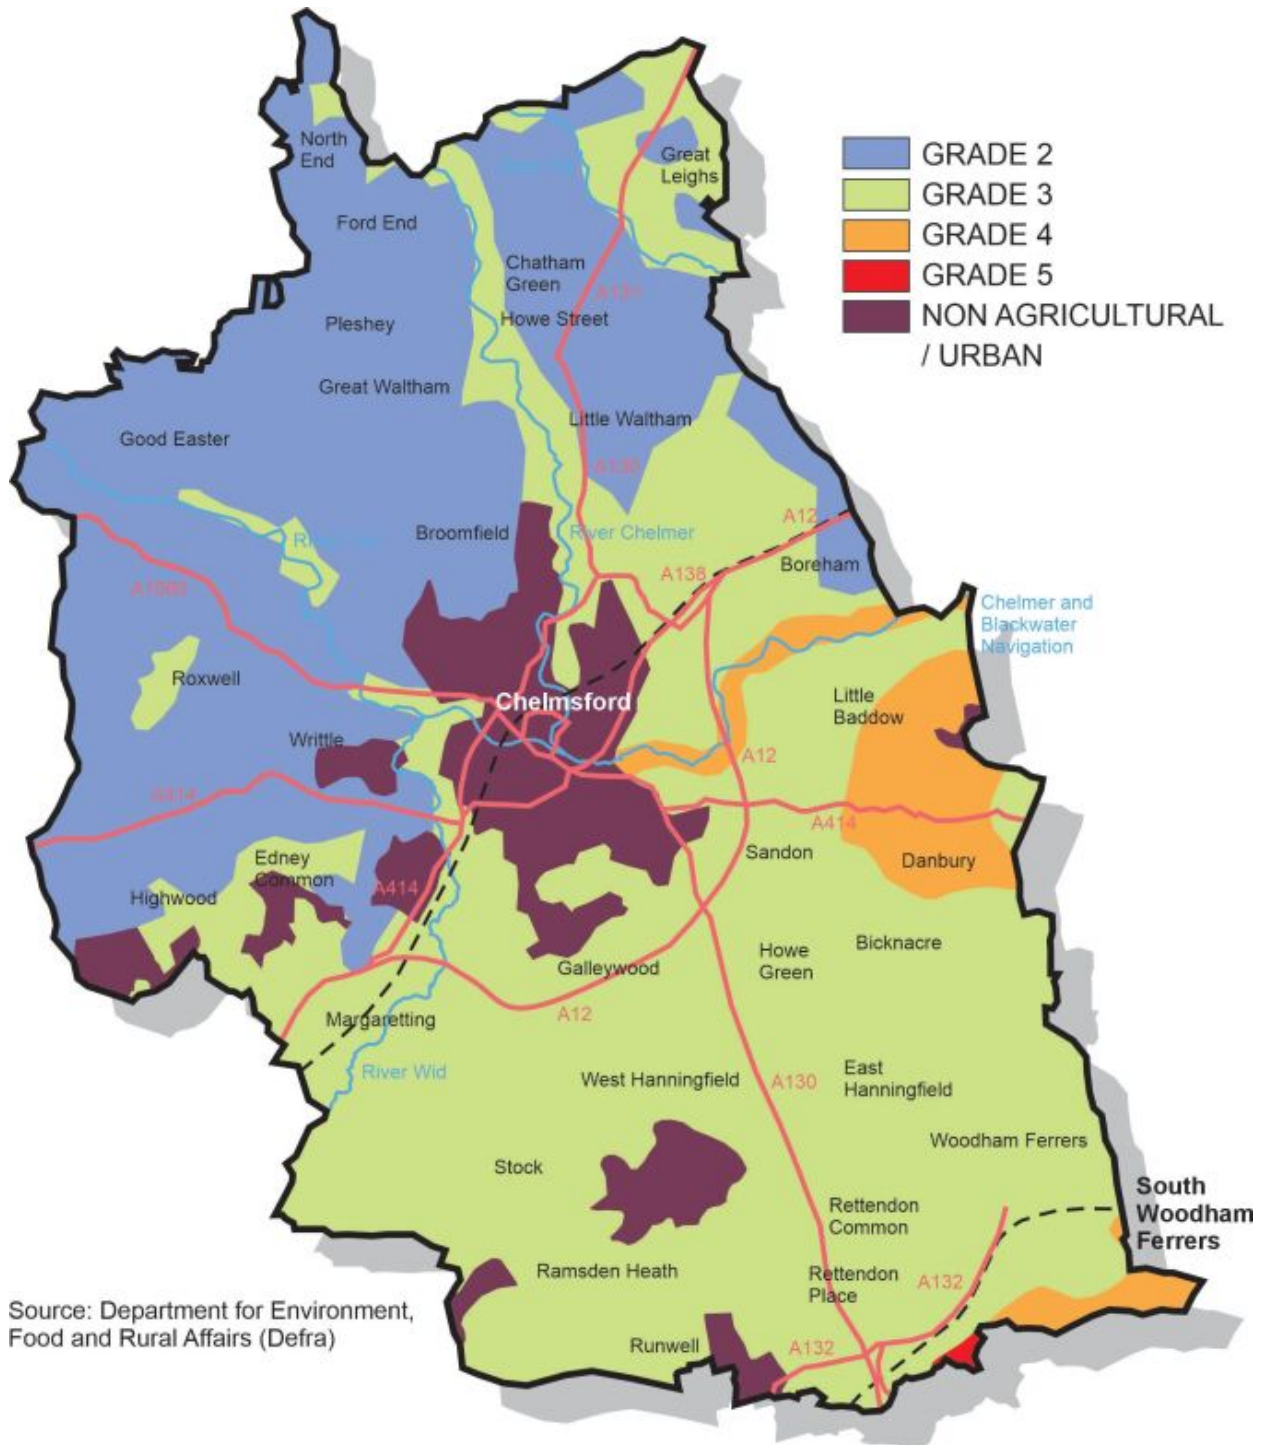 North
End
Great
Leighs
Ford End
Chatham
Green
A131
Howe Street
Pleshey
Great Waltham
Little Waltham
Good Easter
A130
A12
Broomfield
River Chelmer
River
A138
Boreham
A1060
Chelmer and
Blackwater
Navigation
Roxwell
Little
Baddow
Chelmsford
Writtle
A12
A414
A414
Sandon
Danbury
Edney
Common
A414
Highwood
Howe
Green
Bicknacre
Galleywood
A12
Margaretting
River Wid
West Hanningfield
A130
East
Hanningfield
Woodham Ferrers
Stock
South
Woodham
Ferrers
Rettendon
Common
Ramsden Heath
Rettendon
Place
A132
Runwell
A132
GRADE 2
GRADE 3
GRADE 4
GRADE 5
NON AGRICULTURAL
/ URBAN
Source: Department for Environment,
Food and Rural Affairs (Defra)